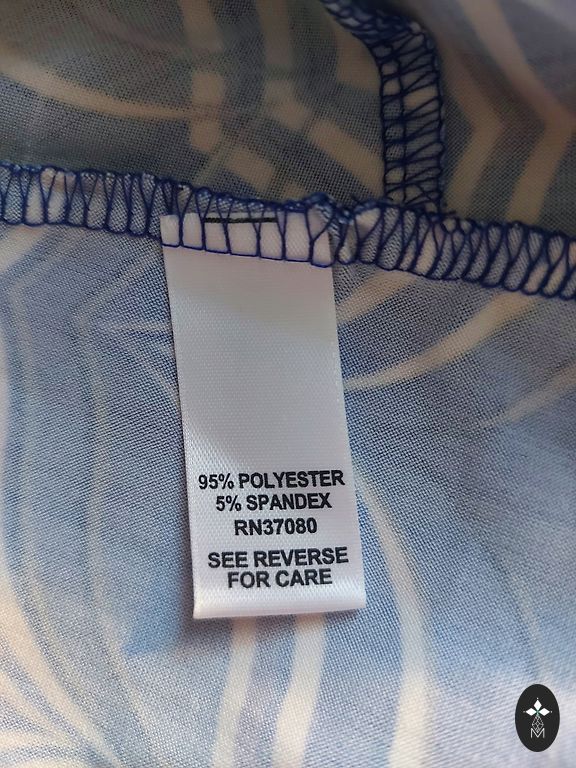 95% POLYESTER
5% SPANDEX
RN37080
SEE REVERSE
FOR CARE